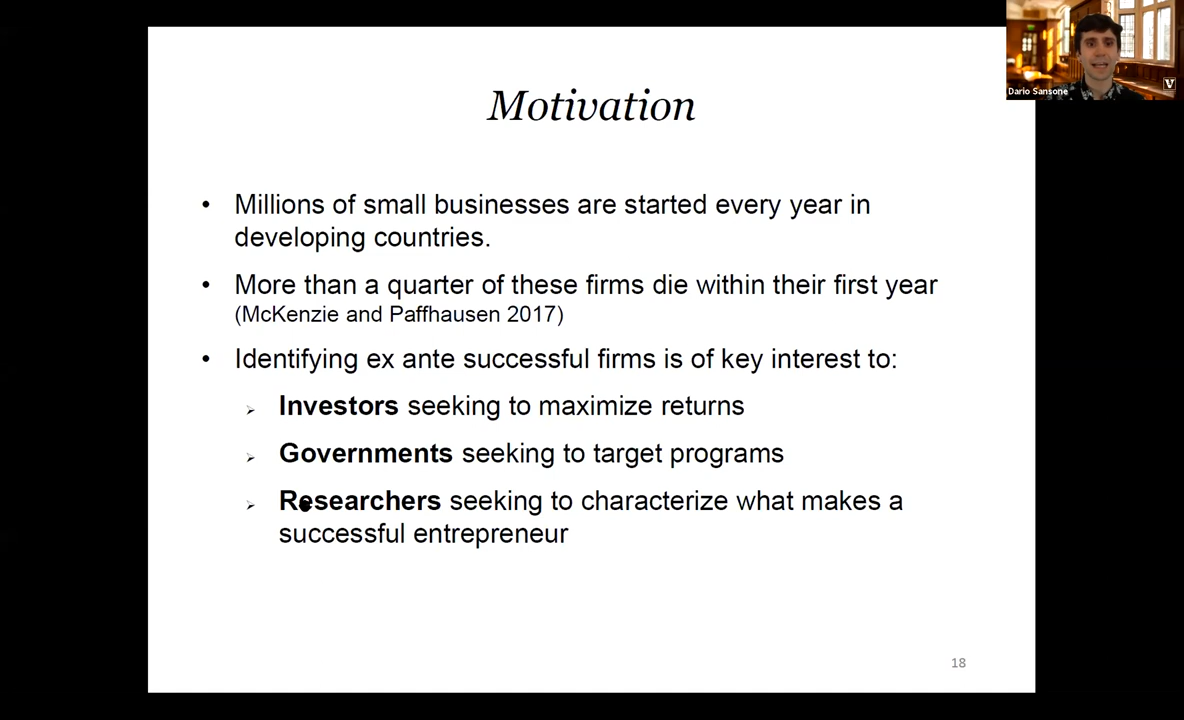 Motivation
Dario Sansone
V
• Millions of small businesses are started every year in
developing countries.
• More than a quarter of these firms die within their first year
(McKenzie and Paffhausen 2017)
• Identifying ex ante successful firms is of key interest to:
➢ Investors seeking to maximize returns
➢ Governments seeking to target programs
➢ Researchers seeking to characterize what makes a
successful entrepreneur
18